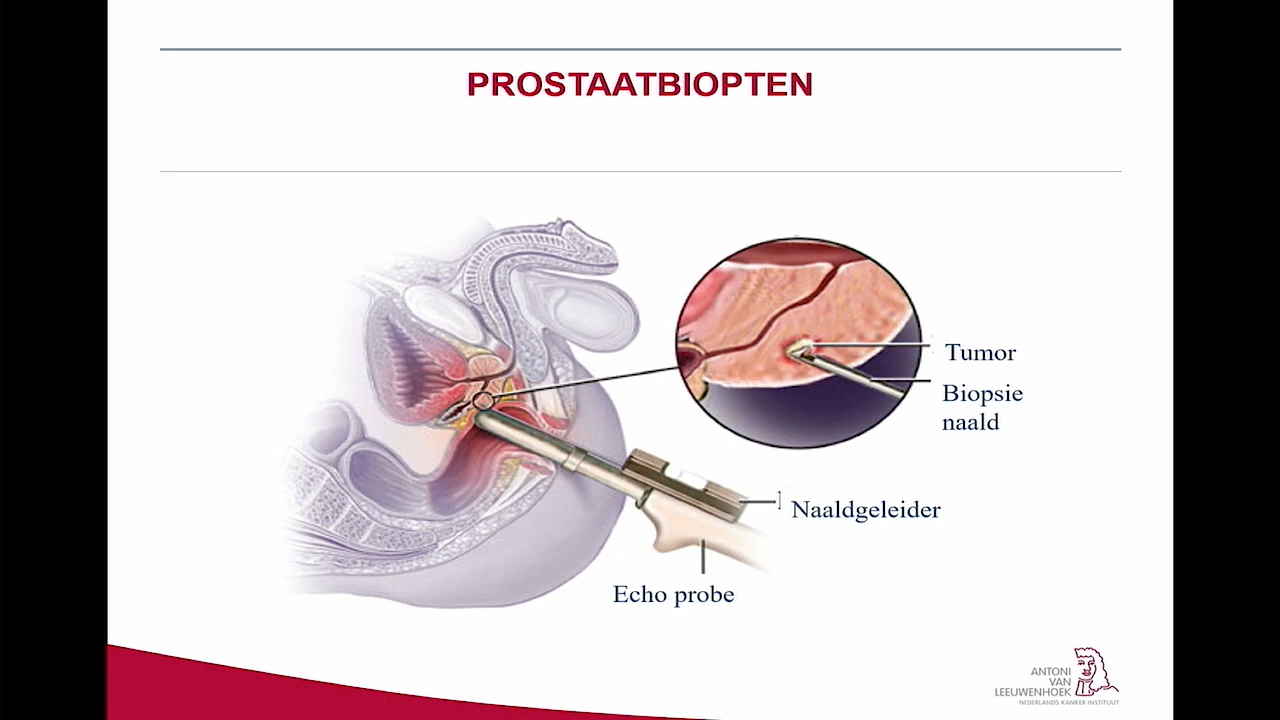 PROSTAATBIOPTEN
Tumor
Biopsie
naald
Naaldgeleider
Echo probe
ANTONI
VAN
LEEUWENHOEK
NEDERLANDS KANKER INSTITUUT